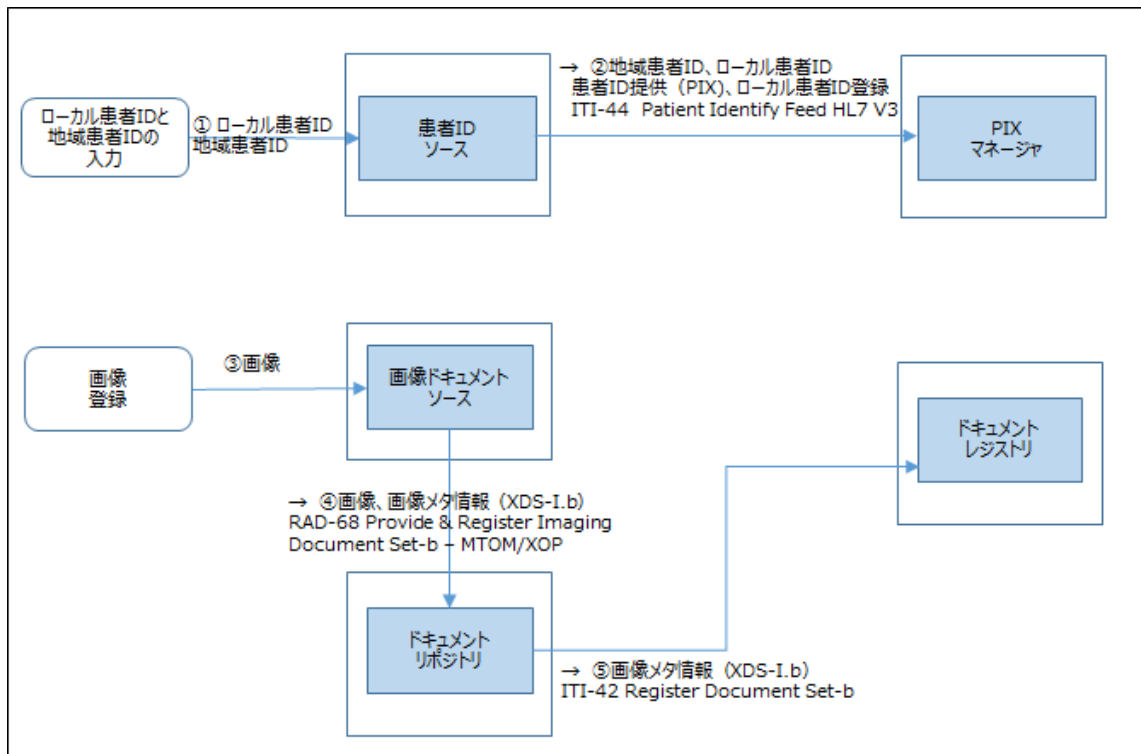 ローカル患者IDと
地域患者IDの
入力
① ローカル患者ID
地域患者ID
患者ID
ソース
→ ②地域患者ID、ローカル患者ID
患者ID提供（PIX)、ローカル患者ID登録
ITI-44 Patient Identify Feed HL7 V3
PIX
マネージャ
画像
登録
③画像
画像ドキュメント
ソース
→ ④画像、画像メタ情報（XDS-I.b）
RAD-68 Provide & Register Imaging
Document Set-b – MTOM/XOP
ドキュメント
リポジトリ
→ ⑤画像メタ情報（XDS-I.b）
ITI-42 Register Document Set-b
ドキュメント
レジストリ